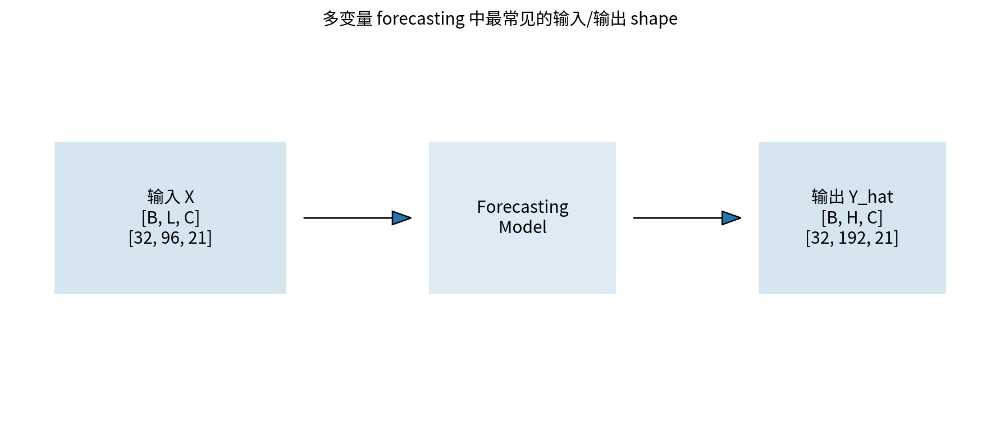 多变量 forecasting 中最常见的输入/输出 shape
输入 X
[B, L, C]
[32, 96, 21]
Forecasting
Model
输出 Y_hat
[B, H, C]
[32, 192, 21]